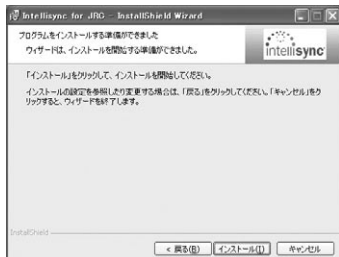 Intellisync for JRC - InstallShield Wizard
プログラムをインストールする準備ができました
ウィザードは、インストールを開始する準備ができました。
intellisync
「インストール」をクリックして、インストールを開始してください。
インストールの設定を参照したり変更する場合は、「戻る」をクリックしてください。「キャンセル」をク
リックすると、ウィザードを終了します。
InstallShield
< 戻る(B) インストール(I) キャンセル